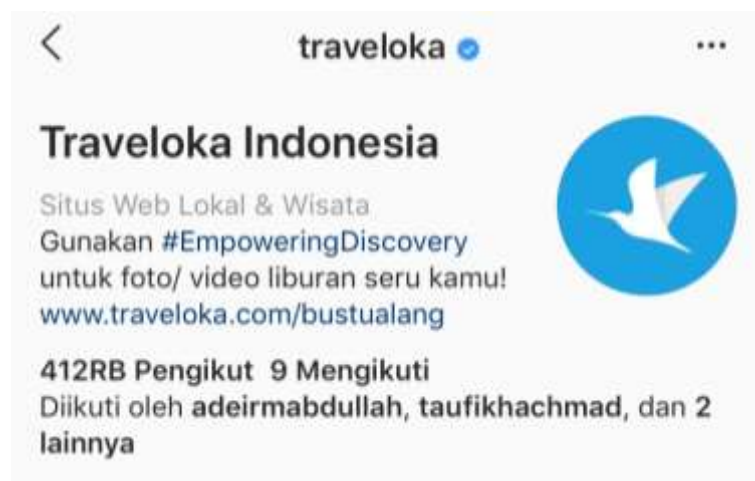 traveloka
Traveloka Indonesia
Situs Web Lokal & Wisata
Gunakan #EmpoweringDiscovery
untuk foto/ video liburan seru kamu!
www.traveloka.com/bustualang
412RB Pengikut 9 Mengikuti
Diikuti oleh adeirmabdullah, taufikhachmad, dan 2
lainnya